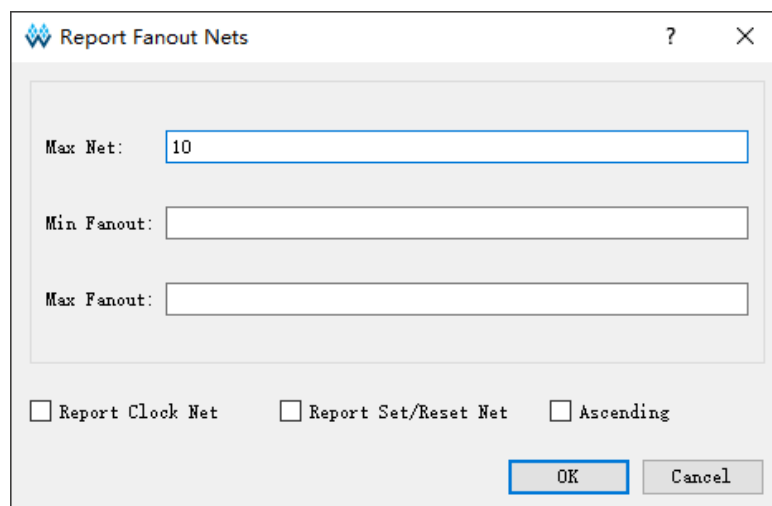 Report Fanout Nets ? ×
Max Net: 10
Min Fanout:
Max Fanout:
Report Clock Net Report Set/Reset Net Ascending
OK Cancel